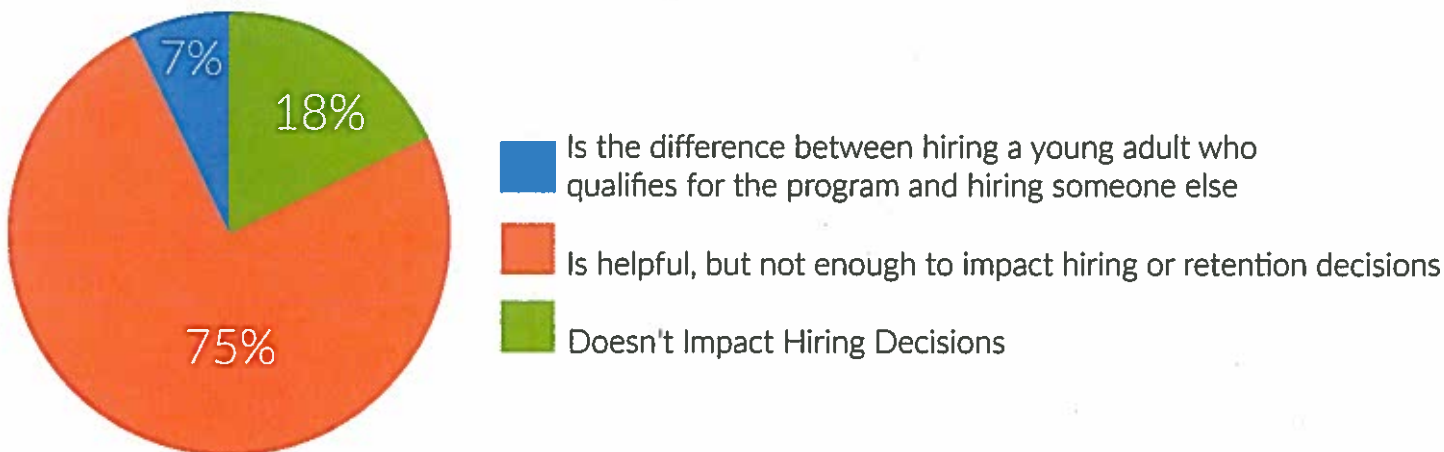 7%
18%
75%
Is the difference between hiring a young adult who
qualifies for the program and hiring someone else
Is helpful, but not enough to impact hiring or retention decisions
Doesn't Impact Hiring Decisions